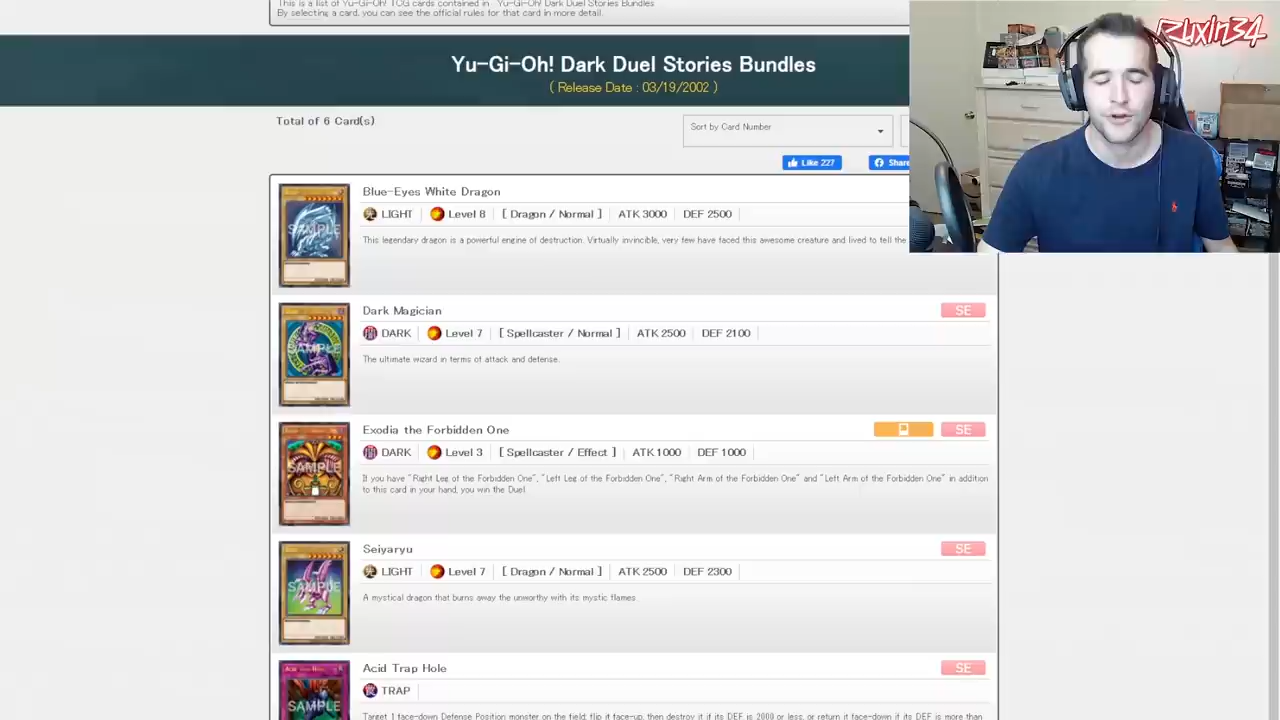 This is a list of Yu-Gi-Oh! TCG cards contained in "Yu-Gi-Oh! Dark Duel Stories Bundles
By selecting a card, you can see the official rules for that card in more detail.
Ruxin34
Yu-Gi-Oh! Dark Duel Stories Bundles
( Release Date : 03/19/2002 )
Total of 6 Card(s)
Sort by Card Number
Like 227
Share
Blue-Eyes White Dragon
LIGHT Level 8 [ Dragon / Normal ] ATK 3000 DEF 2500
SAMPLE
This legendary dragon is a powerful engine of destruction. Virtually invincible, very few have faced this awesome creature and lived to tell the
Dark Magician SE
DARK Level 7 [ Spellcaster / Normal ] ATK 2500 DEF 2100
SAMPLE
The ultimate wizard in terms of attack and defense.
Exodia the Forbidden One SE
DARK Level 3 [ Spellcaster / Effect ] ATK 1000 DEF 1000
SAMPLE
If you have "Right Leg of the Forbidden One", "Left Leg of the Forbidden One", "Right Arm of the Forbidden One" and "Left Arm of the Forbidden One" in addition
to this card in your hand, you win the Duel.
Seiyaryu SE
LIGHT Level 7 [ Dragon / Normal ] ATK 2500 DEF 2300
SAMPLE
A mystical dragon that burns away the unworthy with its mystic flames.
Acid Trap Hole SE
TRAP
SAMPLE
Target 1 face-down Defense Position monster on the field; flip it face-up, then destroy it if its DEF is 2000 or less, or return it face-down if its DEF is more than